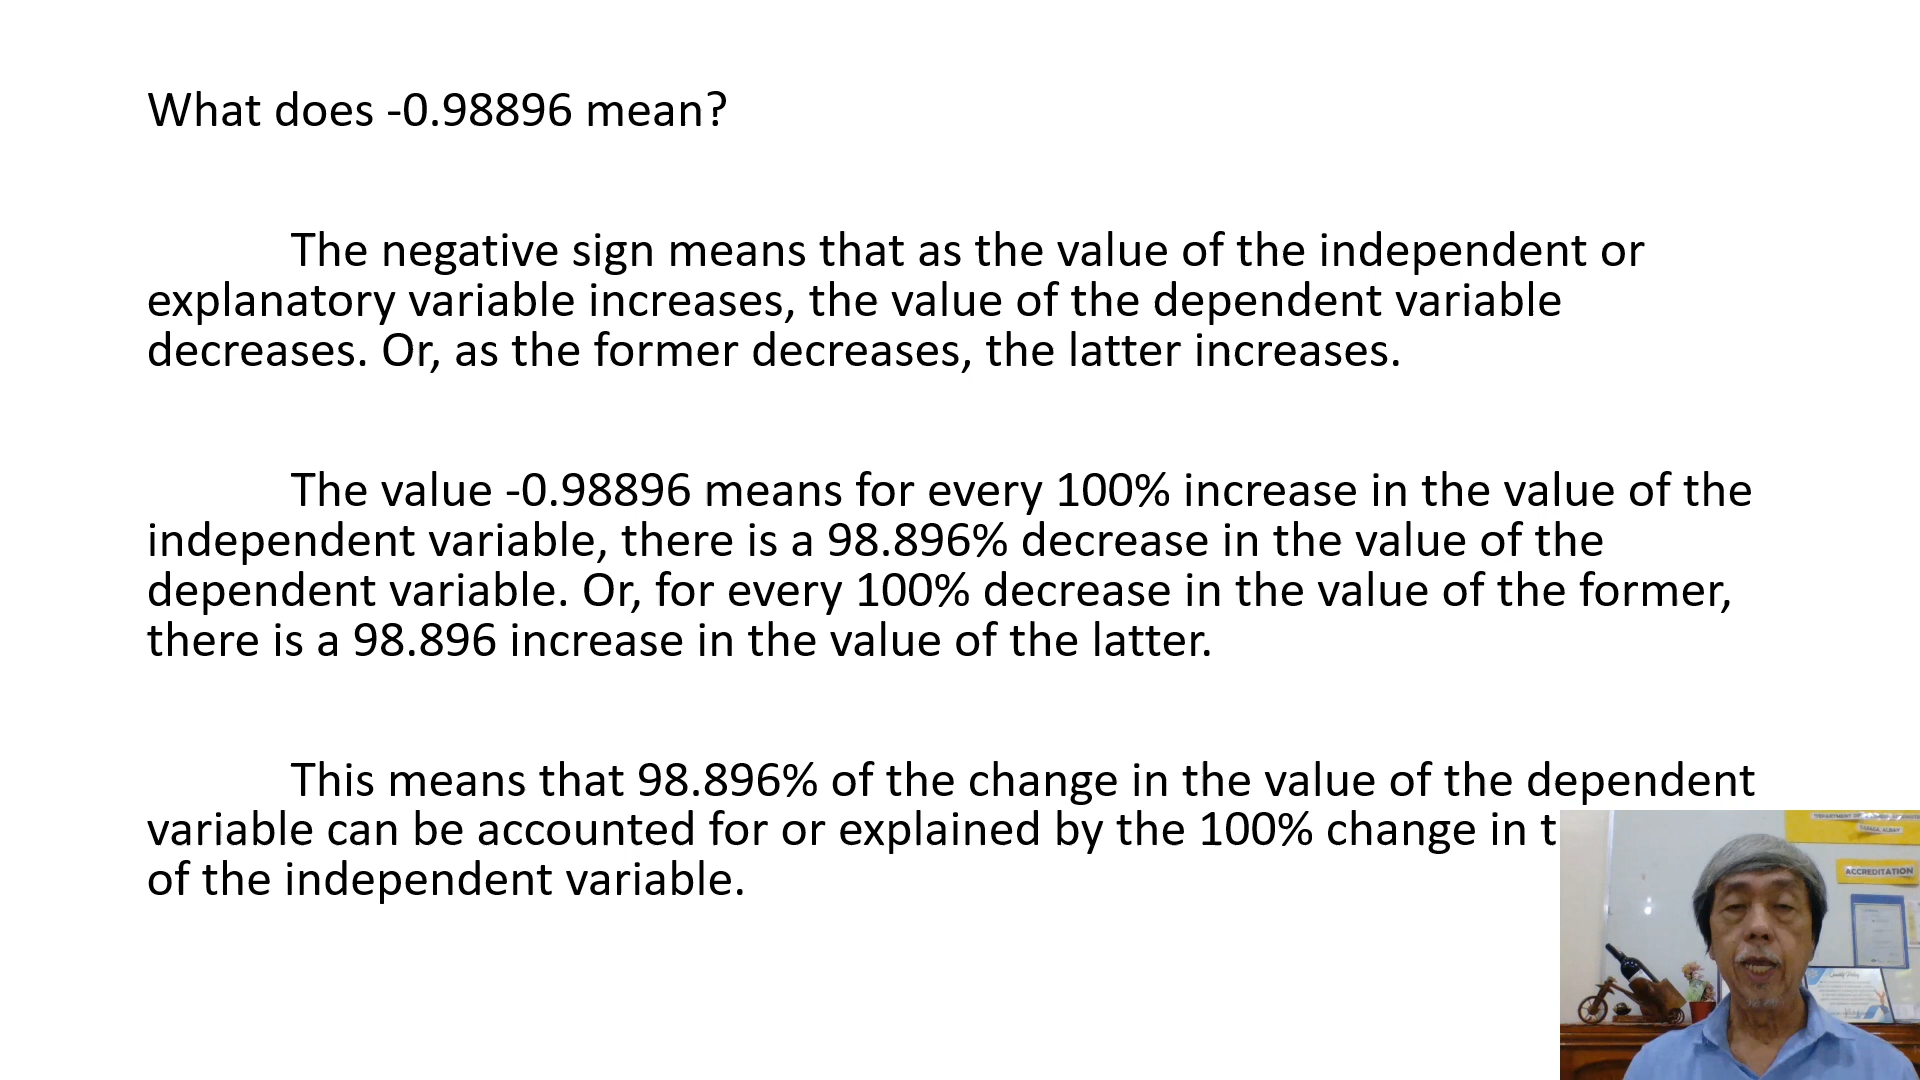 What does -0.98896 mean?
The negative sign means that as the value of the independent or
explanatory variable increases, the value of the dependent variable
decreases. Or, as the former decreases, the latter increases.
The value -0.98896 means for every 100% increase in the value of the
independent variable, there is a 98.896% decrease in the value of the
dependent variable. Or, for every 100% decrease in the value of the former,
there is a 98.896 increase in the value of the latter.
This means that 98.896% of the change in the value of the dependent
variable can be accounted for or explained by the 100% change in t
of the independent variable.
ACCREDITATION